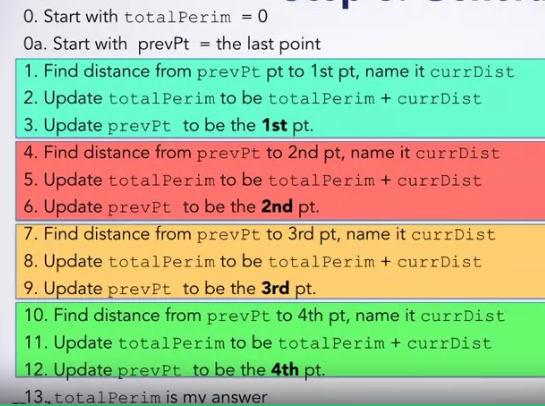 0. Start with totalPerim = 0
0a. Start with prevPt = the last point
1. Find distance from prevPt pt to 1st pt, name it currDist
2. Update totalPerim to be totalPerim + currDist
3. Update prevPt to be the 1st pt.
4. Find distance from prevPt to 2nd pt, name it currDist
5. Update totalPerim to be totalPerim + currDist
6. Update prevPt to be the 2nd pt.
7. Find distance from prevPt to 3rd pt, name it currDist
8. Update totalPerim to be totalPerim + currDist
9. Update prevPt to be the 3rd pt.
10. Find distance from prevPt to 4th pt, name it currDist
11. Update totalPerim to be totalPerim + currDist
12. Update prevPt to be the 4th pt.
13. totalPerim is my answer